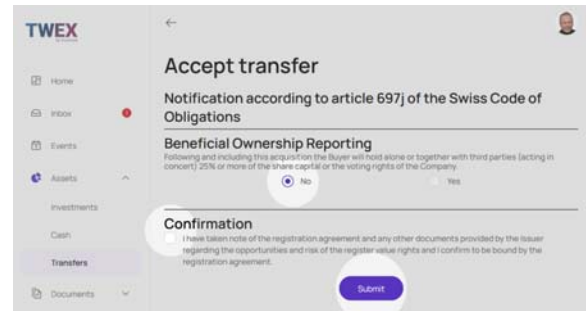 TWEX
Home
Inbox
Events
Assets
Investments
Cash
Transfers
Documents
Accept transfer
Notification according to article 697j of the Swiss Code of
Obligations
Beneficial Ownership Reporting
Following and including this acquisition the Buyer will hold alone or together with third parties (acting in
concert) 25% or more of the share capital or the voting rights of the Company.
No
Yes
Confirmation
I have taken note of the registration agreement and any other documents provided by the issuer
regarding the opportunities and risk of the register value rights and I confirm to be bound by the
registration agreement.
Submit